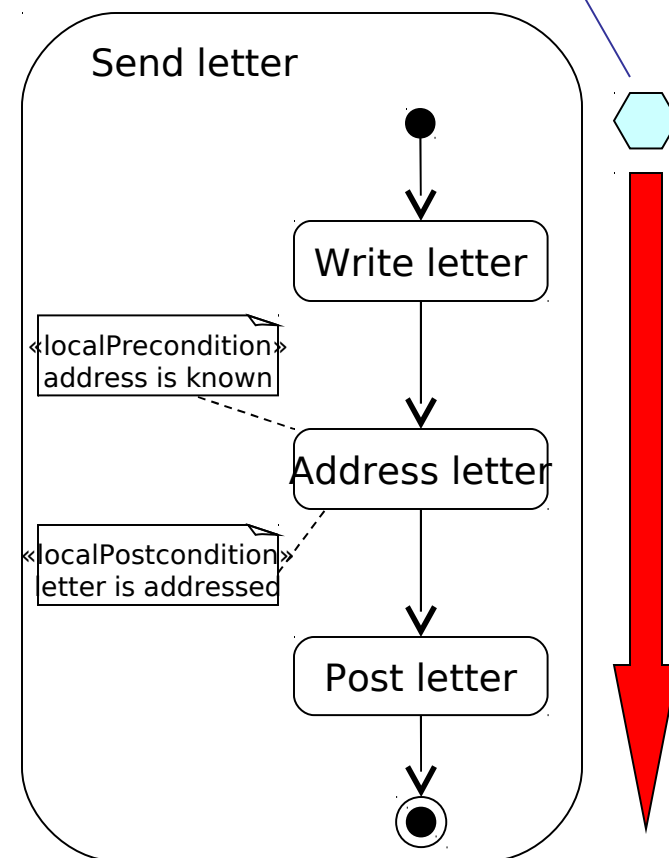 Send letter
Write letter
«localPrecondition»
address is known
Address letter
«localPostcondition»
letter is addressed
Post letter